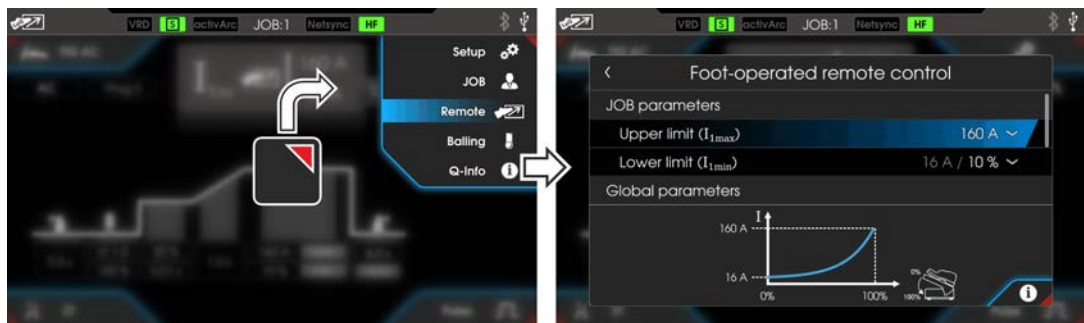 VRD S activArc JOB:1 Netsync HF
Setup
JOB
Remote
Balling
Q-Info
VRD S activArc JOB:1 Netsync HF
Foot-operated remote control
JOB parameters
Upper limit (I1max) 160 A
Lower limit (I1min) 16 A / 10 %
Global parameters
I
160 A
16 A
0% 100%
0%
100%